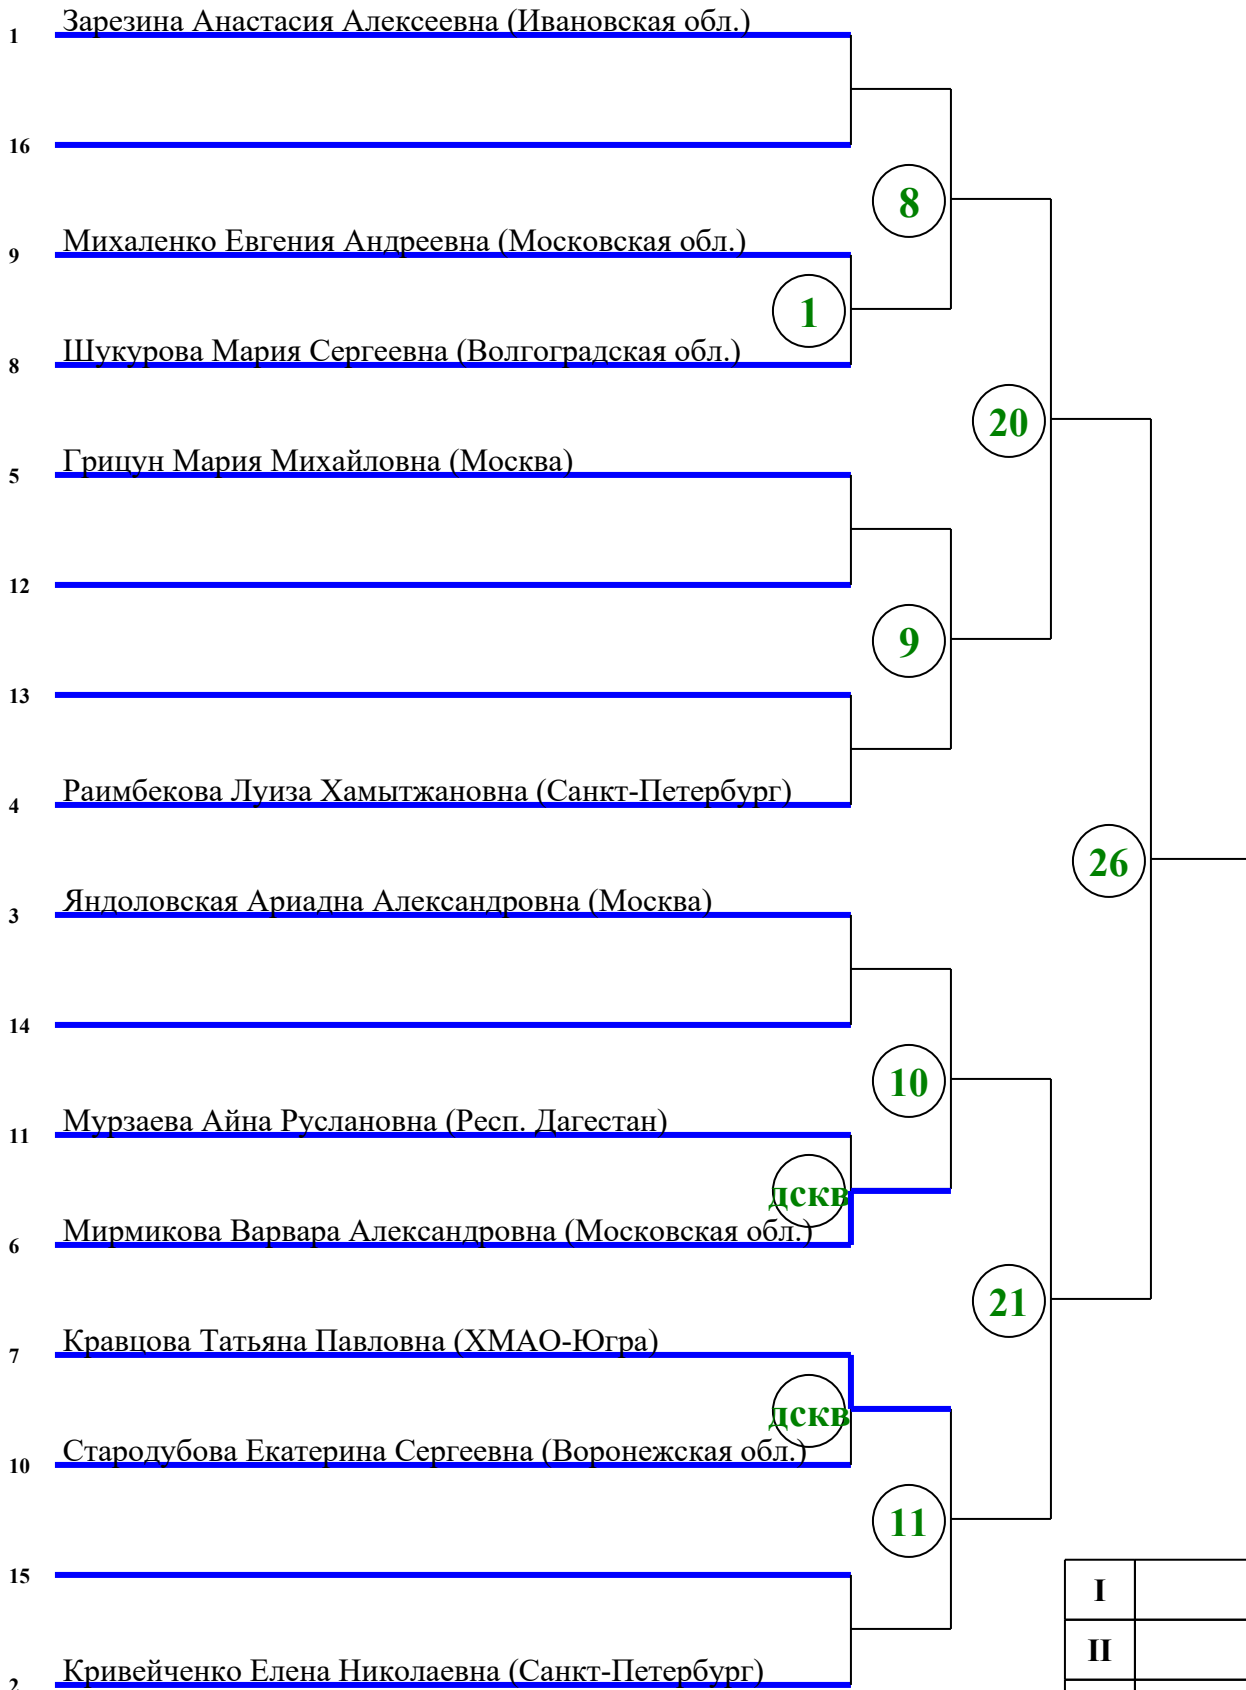 1 Зарезина Анастасия Алексеевна (Ивановская обл.)
16
8
9 Михаленко Евгения Андреевна (Московская обл.)
1
8 Шукурова Мария Сергеевна (Волгоградская обл.)
20
5 Грицун Мария Михайловна (Москва)
12
9
13
4 Раимбекова Луиза Хамытжановна (Санкт-Петербург)
26
3 Яндоловская Ариадна Александровна (Москва)
14
10
11 Мурзаева Айна Руслановна (Респ. Дагестан)
дскв
6 Мирмикова Варвара Александровна (Московская обл.)
21
7 Кравцова Татьяна Павловна (ХМАО-Югра)
дскв
10 Стародубова Екатерина Сергеевна (Воронежская обл.)
11
15
I
II
2 Кривейченко Елена Николаевна (Санкт-Петербург)